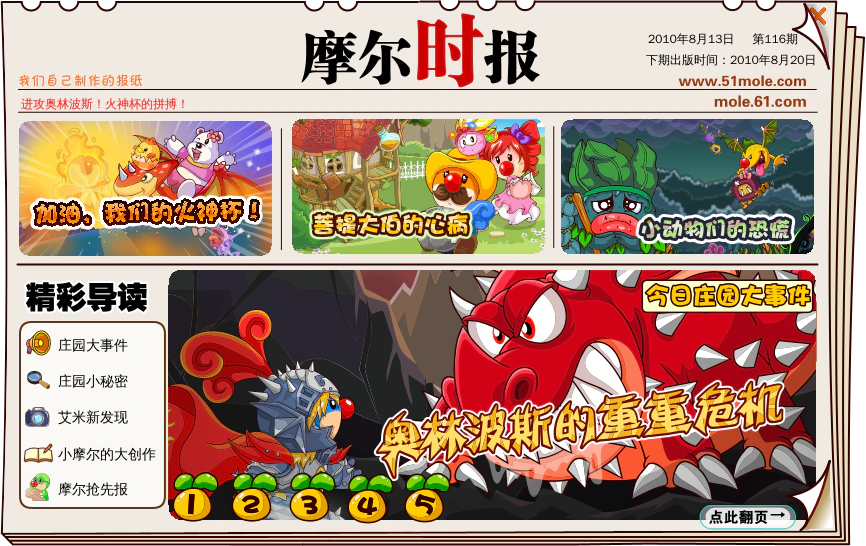 摩尔时报
2010年8月13日 第116期
下期出版时间：2010年8月20日
我们自己制作的报纸
www.51mole.com
进攻奥林波斯！火神杯的拼搏！
mole.61.com
加油、我们的火神杯！
菩提大伯的心病
小动物们的恐慌
精彩导读
今日庄园大事件
庄园大事件
庄园小秘密
艾米新发现
小摩尔的大创作
摩尔抢先报
奥林波斯的重重危机
1 2 3 4 5
点此翻页→